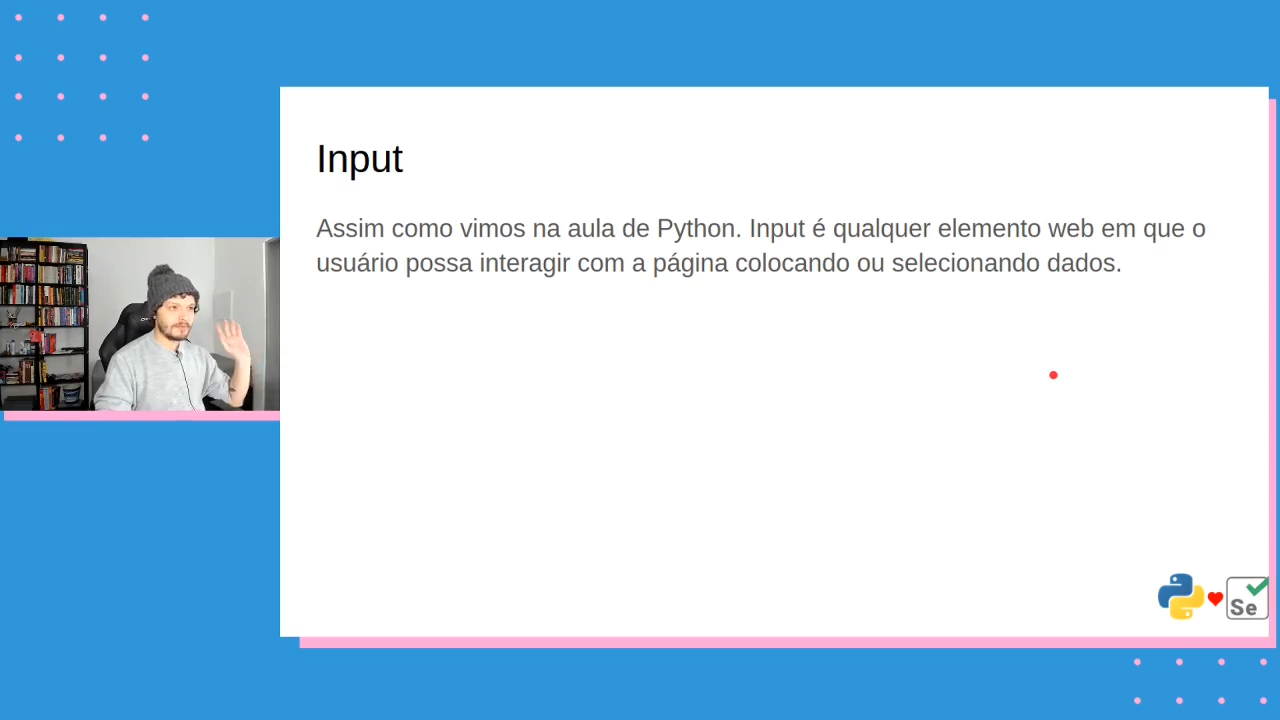 Input
Assim como vimos na aula de Python. Input é qualquer elemento web em que o
usuário possa interagir com a página colocando ou selecionando dados.
Se